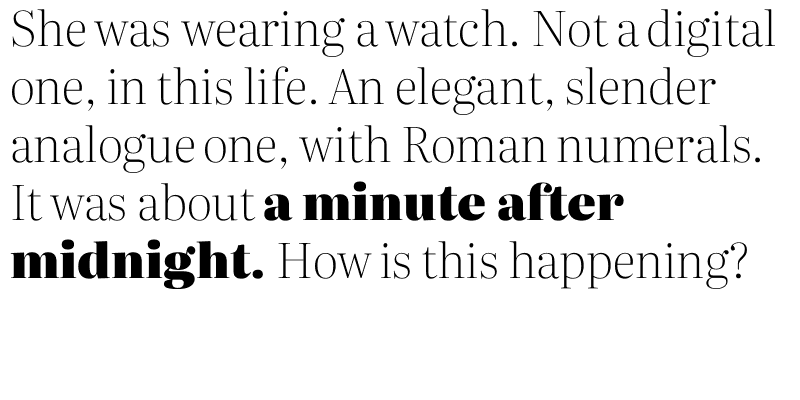 She was wearing a watch. Not a digital
one, in this life. An elegant, slender
analogue one, with Roman numerals.
It was about a minute after
midnight. How is this happening?